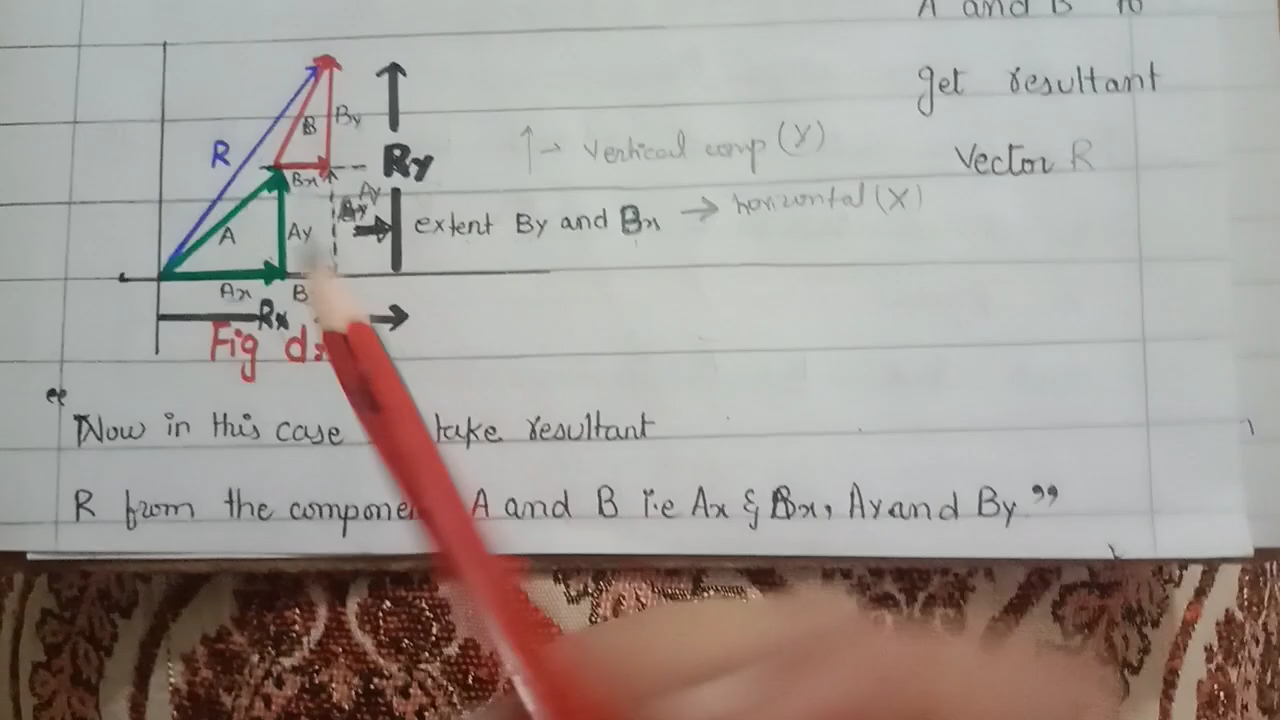 A and B to
get resultant
Vector R
R
B
By
Bx
Ry
Ay
A
Ay
Ax
B
Rx
Fig d
↑→ Vertical comp (Y)
extent By and Bx → horizontal (X)
"Now in this case take resultant
R from the compone A and B i.e Ax & Bx, Ay and By"